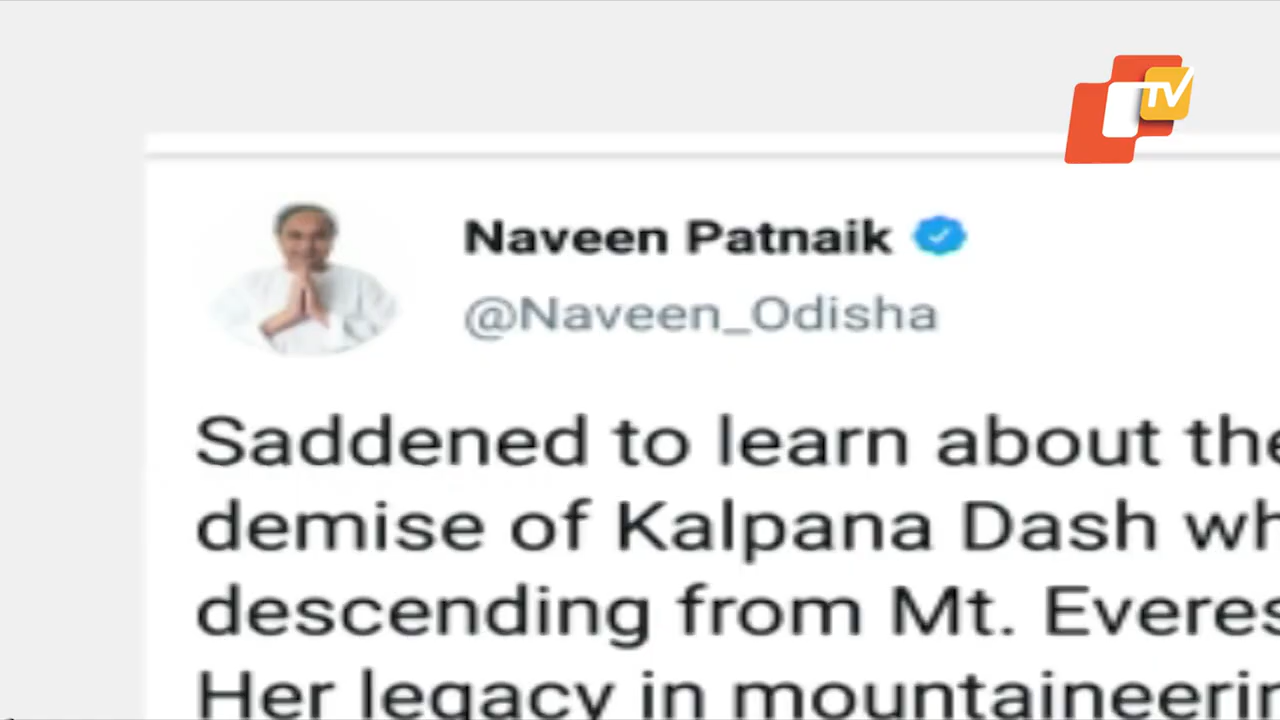 TV
Naveen Patnaik
@Naveen_Odisha
Saddened to learn about the
demise of Kalpana Dash wh
descending from Mt. Everes
Her legacy in mountaineerin